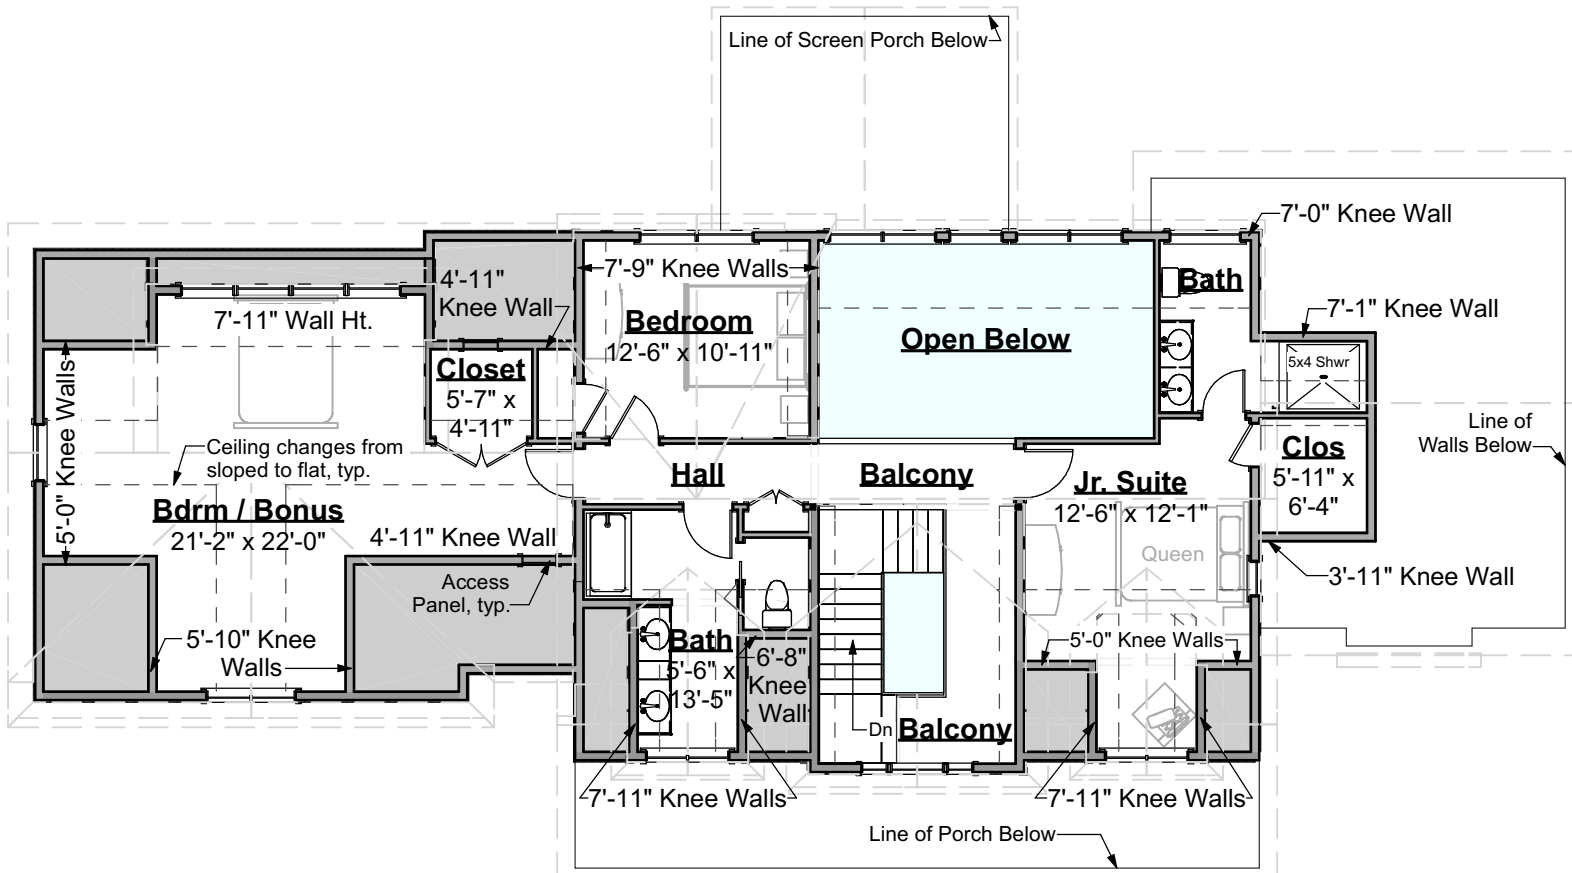 Line of Screen Porch Below
7'-0" Knee Wall
4'-11"
Knee Wall
7'-9" Knee Walls
Bath
7'-11" Wall Ht.
Bedroom
12'-6" x 10'-11"
Open Below
7'-1" Knee Wall
5x4 Shwr
Closet
5'-7" x
4'-11"
5'-0" Knee Walls
Ceiling changes from
sloped to flat, typ.
Line of
Walls Below
Hall
Balcony
Jr. Suite
12'-6" x 12'-1"
Clos
5'-11" x
6'-4"
Bdrm / Bonus
21'-2" x 22'-0"
4'-11" Knee Wall
Queen
Access
Panel, typ.
3'-11" Knee Wall
5'-10" Knee
Walls
Bath
5'-6" x
13'-5"
6'-8"
Knee
Wall
5'-0" Knee Walls
Dn
Balcony
7'-11" Knee Walls
7'-11" Knee Walls
Line of Porch Below